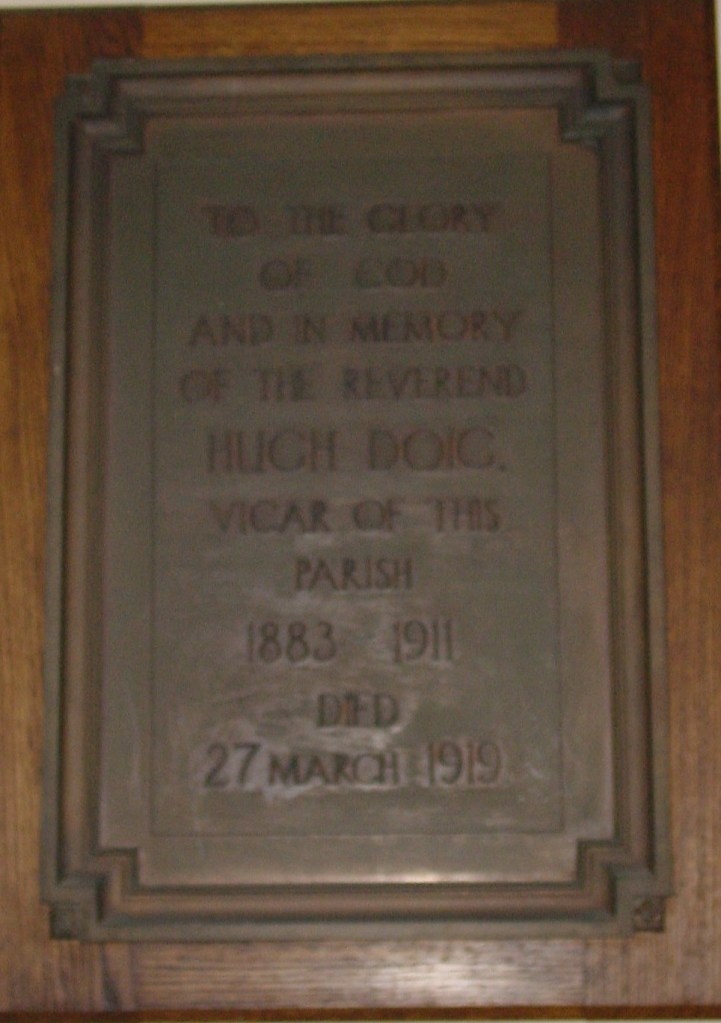 TO THE GLORY
OF GOD
AND IN MEMORY
OF THE REVEREND
HUGH DOIG.
VICAR OF THIS
PARISH
1883 1911
DIED
27 MARCH 1919